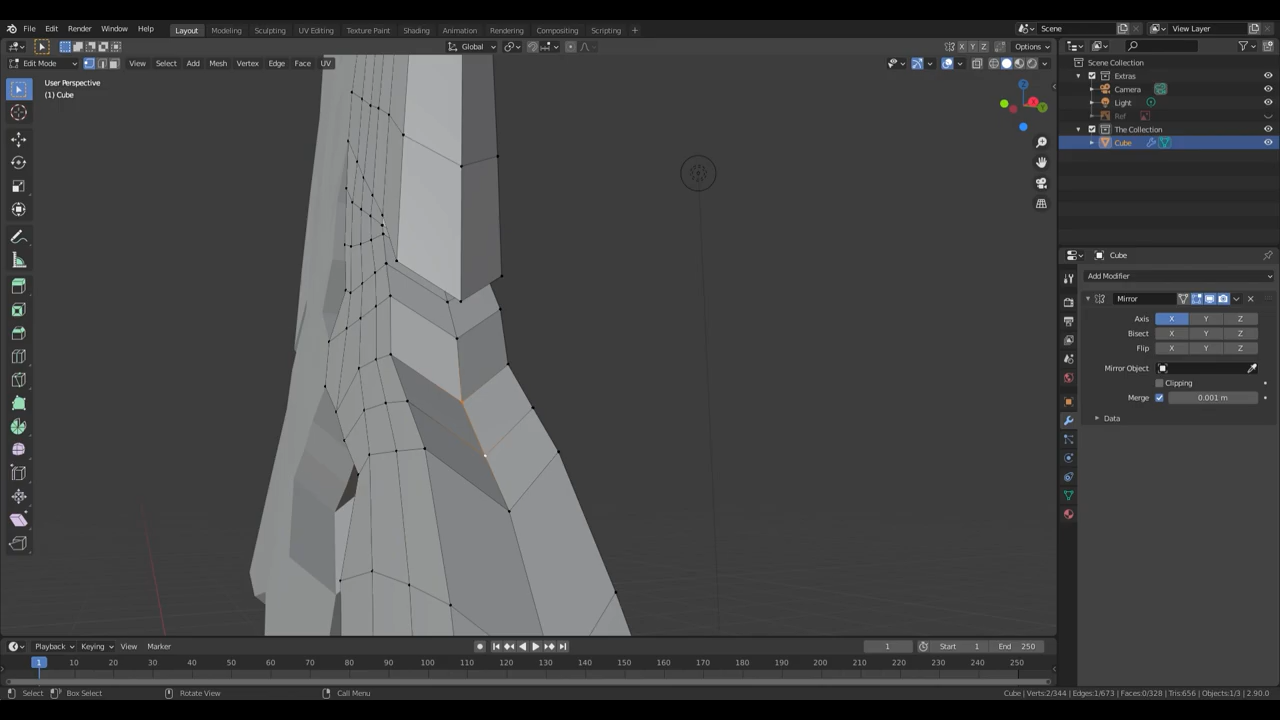 File Edit Render Window Help Layout Modeling Sculpting UV Editing Texture Paint Shading Animation Rendering Compositing Scripting + Scene View Layer
Edit Mode View Select Add Mesh Vertex Edge Face UV
Global X Y Z Options
User Perspective
(1) Cube
Scene Collection
Extras
Camera
Light
Ref
The Collection
Cube
Cube
Add Modifier
Mirror
Axis X Y Z
Bisect X Y Z
Flip X Y Z
Mirror Object
Clipping
Merge 0.001 m
Data
Playback Keying View Marker 1 Start 1 End 250
1 10 20 30 40 50 60 70 80 90 100 110 120 130 140 150 160 170 180 190 200 210 220 230 240 250
Select Box Select Rotate View Call Menu Cube | Verts:2/344 | Edges:1/673 | Faces:0/328 | Tris:656 | Objects:1/3 | 2.90.0